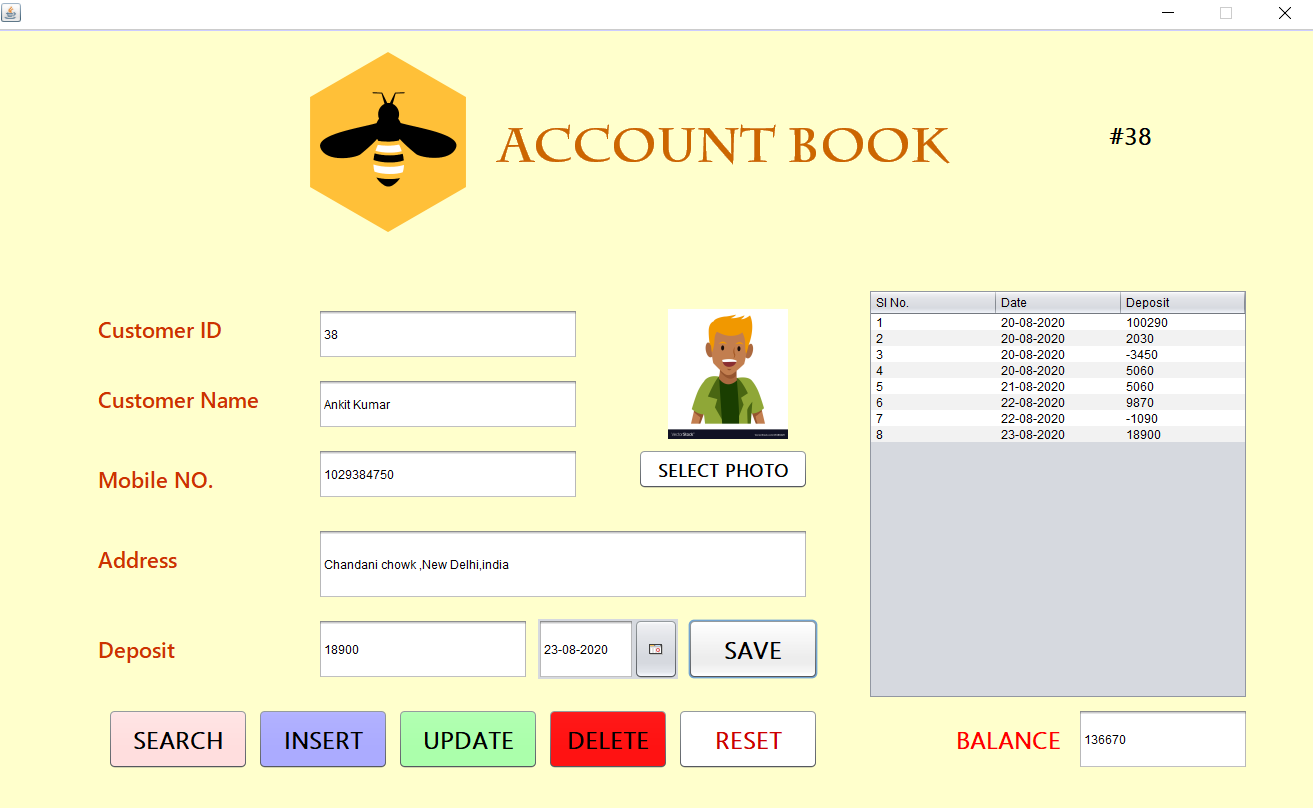 ACCOUNT BOOK
#38
Customer ID
38
Customer Name
Ankit Kumar
Mobile NO.
1029384750
SELECT PHOTO
Address
Chandani chowk ,New Delhi,india
Deposit
18900
23-08-2020
SAVE
SEARCH INSERT UPDATE DELETE RESET
Sl No. Date Deposit
1 20-08-2020 100290
2 20-08-2020 2030
3 20-08-2020 -3450
4 20-08-2020 5060
5 21-08-2020 5060
6 22-08-2020 9870
7 22-08-2020 -1090
8 23-08-2020 18900
BALANCE 136670